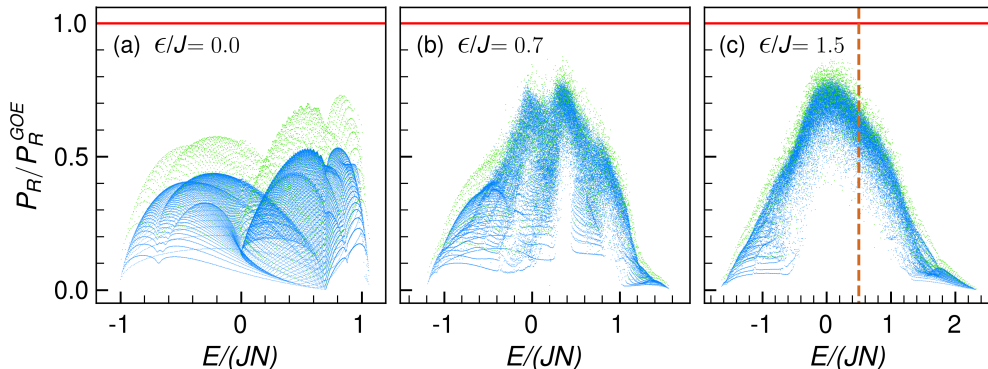 (a) ϵ/J = 0.0
(b) ϵ/J = 0.7
(c) ϵ/J = 1.5
P_R/P_R^{GOE}
1.0
0.5
0.0
-1 0 1
-1 0 1
-1 0 1 2
E/(JN)
E/(JN)
E/(JN)